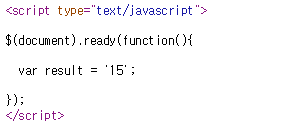 <script type="text/javascript">
$(document).ready(function(){
var result = '15';
});
</script>